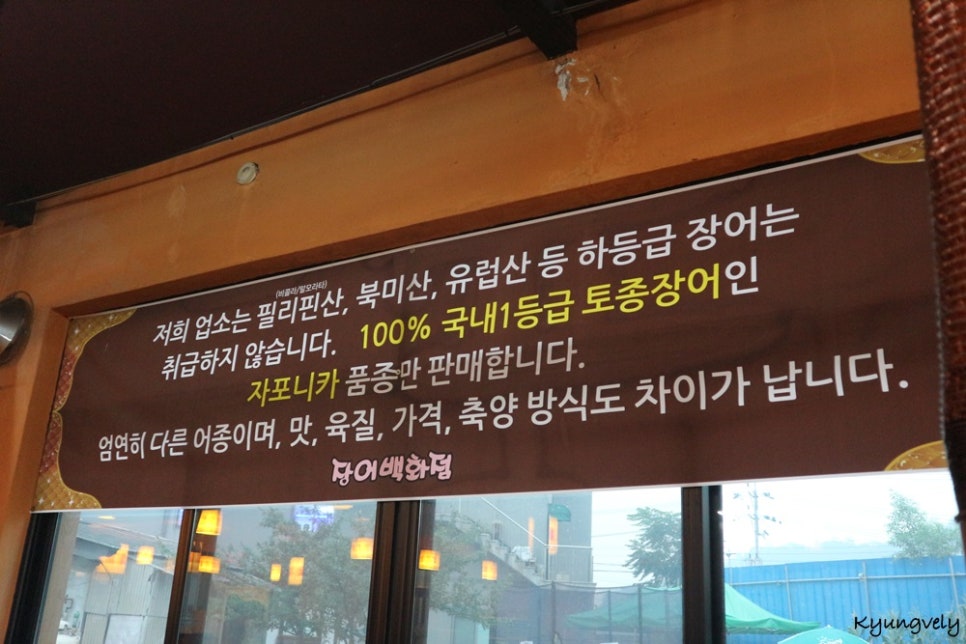 (비콜라/말모라타)
저희 업소는 필리핀산, 북미산, 유럽산 등 하등급 장어는
취급하지 않습니다. 100% 국내1등급 토종장어인
자포니카 품종만 판매합니다.
엄연히 다른 어종이며, 맛, 육질, 가격, 축양 방식도 차이가 납니다.
장어백화점
Kyungvely